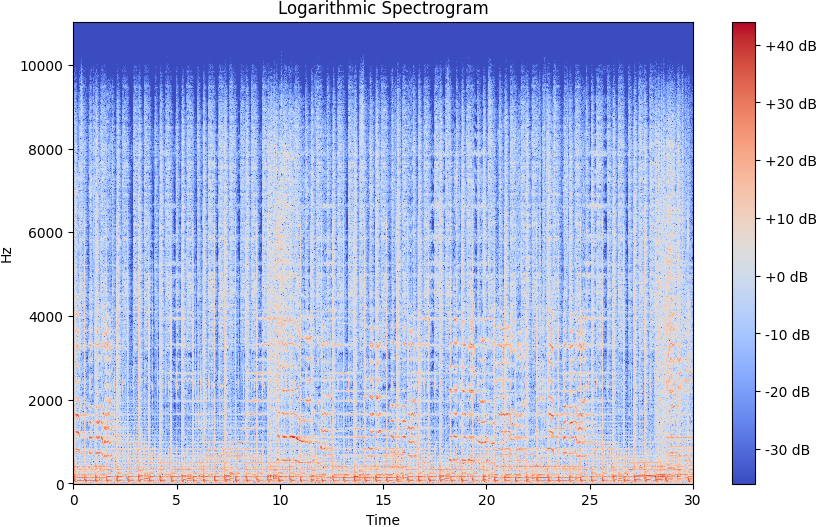 Logarithmic Spectrogram
Hz
10000
8000
6000
4000
2000
0
0 5 10 15 20 25 30
Time
+40 dB
+30 dB
+20 dB
+10 dB
+0 dB
-10 dB
-20 dB
-30 dB